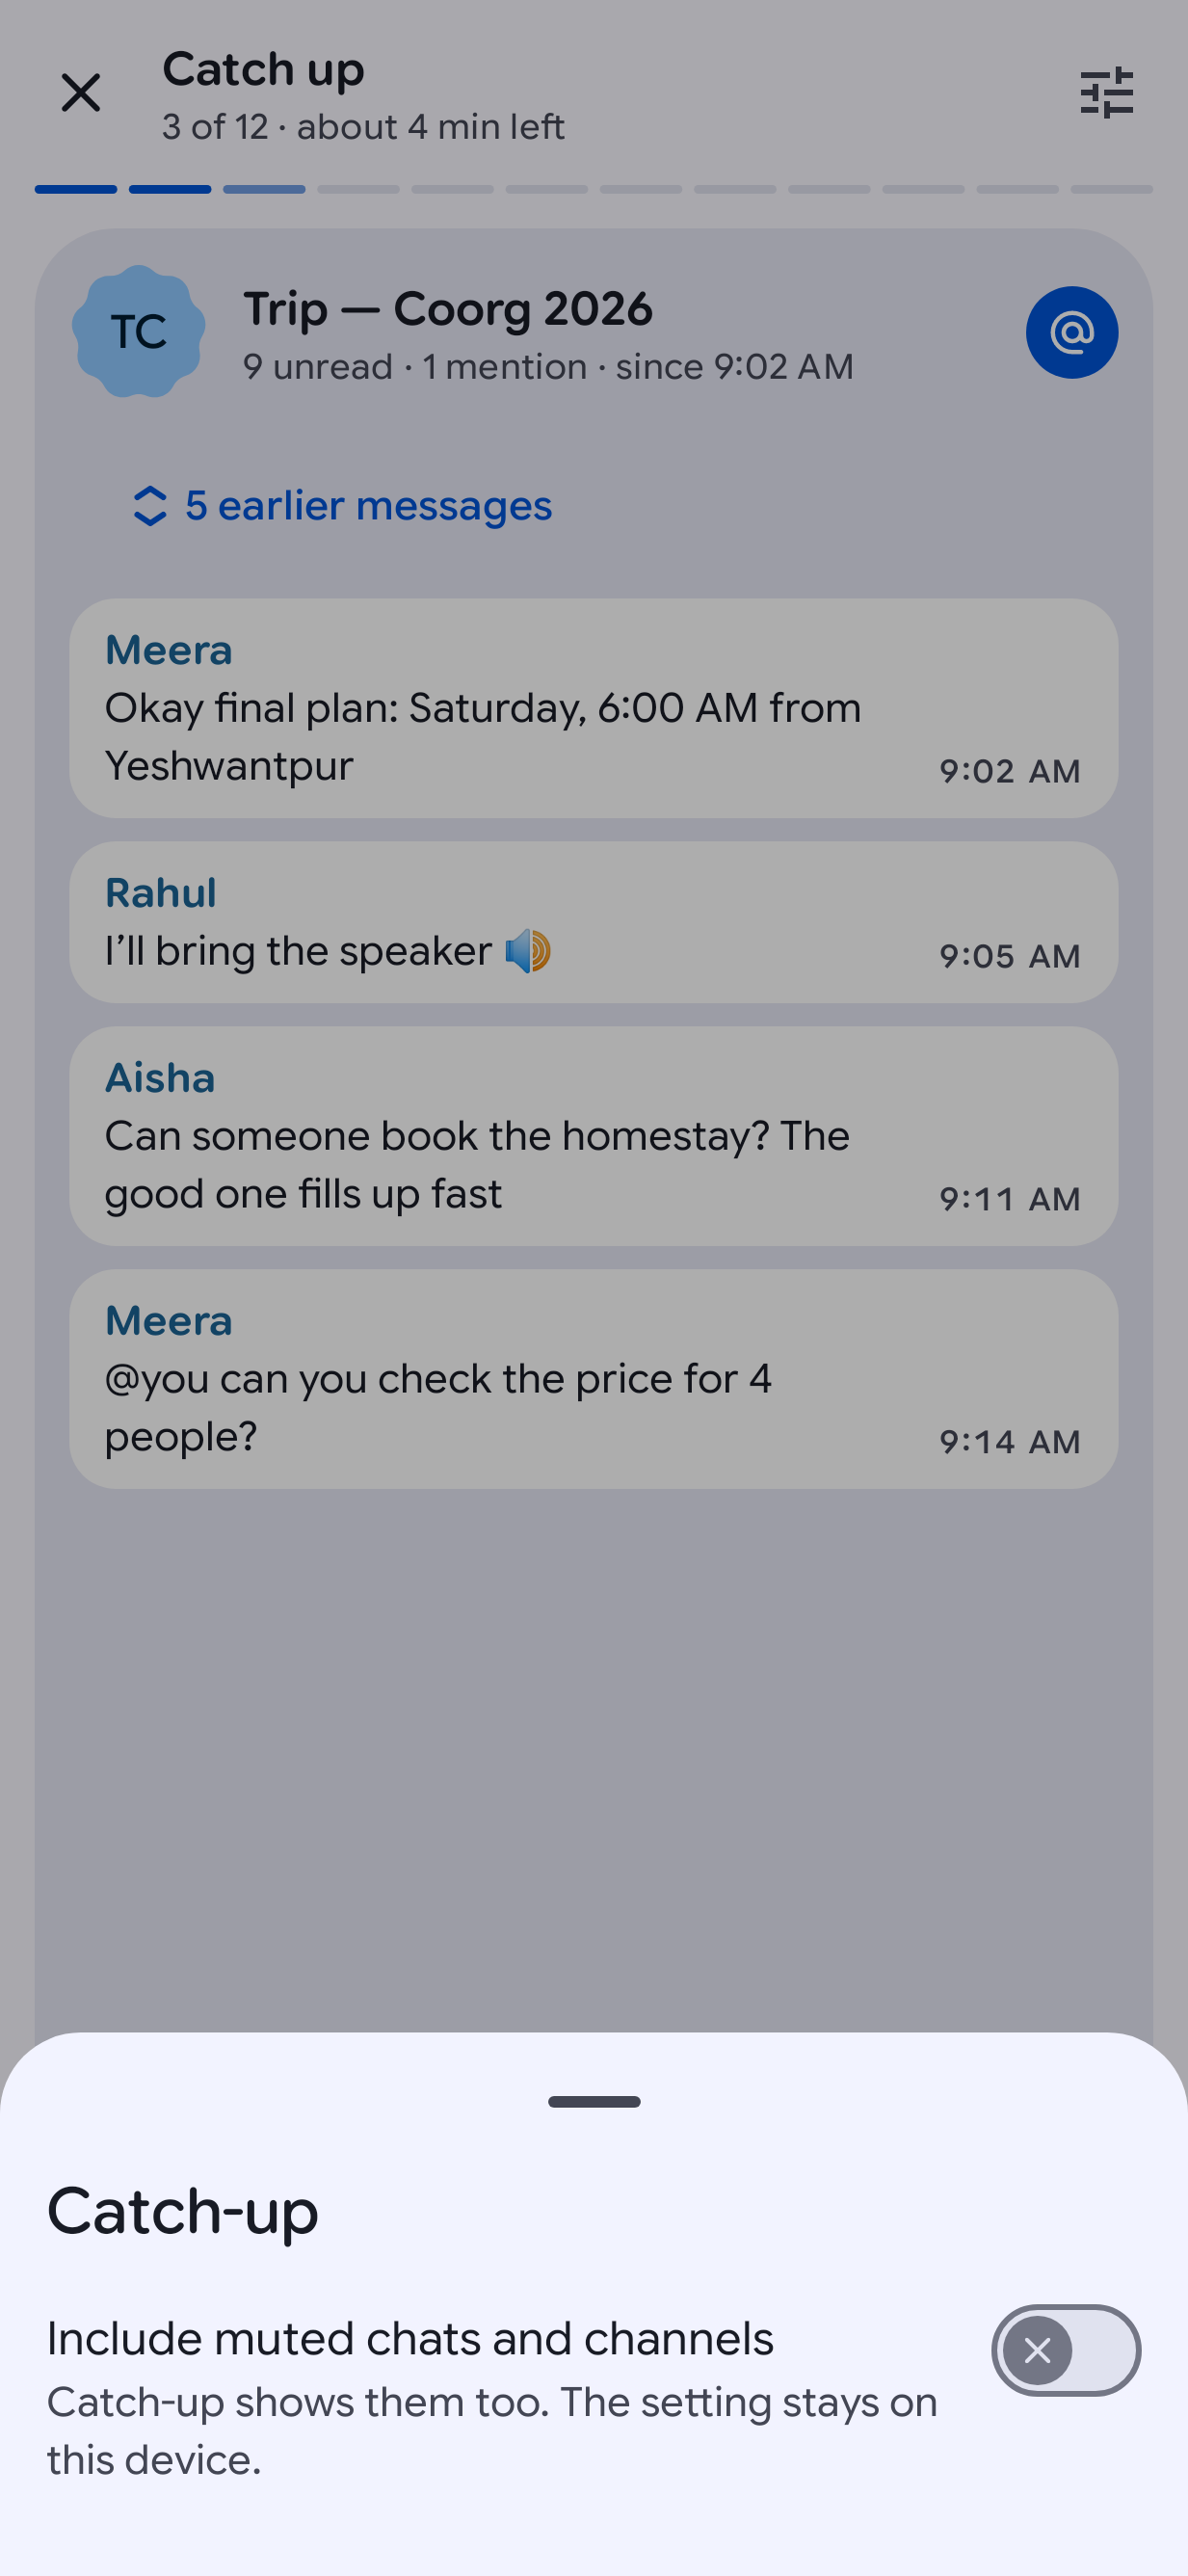 Catch up
3 of 12 · about 4 min left
TC
Trip — Coorg 2026
9 unread · 1 mention · since 9:02 AM
@
5 earlier messages
Meera
Okay final plan: Saturday, 6:00 AM from
Yeshwantpur
9:02 AM
Rahul
I’ll bring the speaker 🔊
9:05 AM
Aisha
Can someone book the homestay? The
good one fills up fast
9:11 AM
Meera
@you can you check the price for 4
people?
9:14 AM
Catch-up
Include muted chats and channels
Catch-up shows them too. The setting stays on
this device.